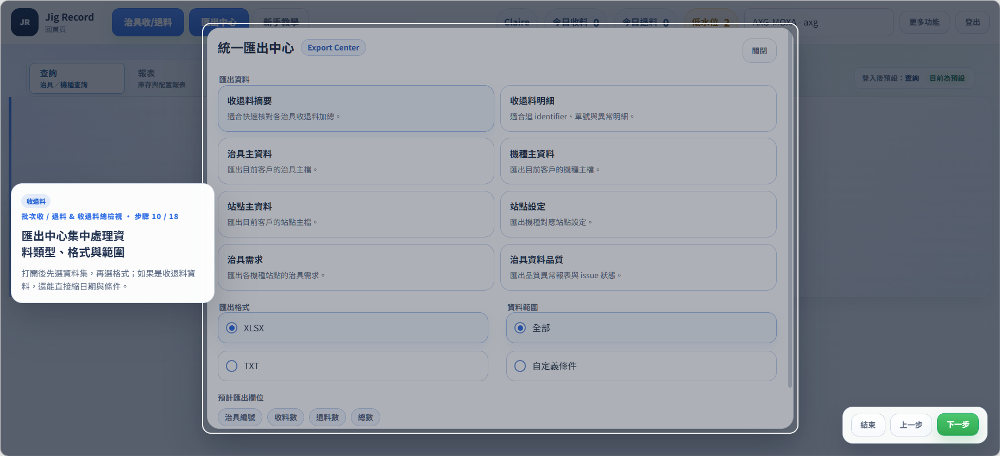 JR
Jig Record
回首頁
治具收/退料
匯出中心
新手教學
Claire
今日收料 0
今日退料 0
低水位 2
AXG-MOXA - axg
更多功能
登出
查詢
治具／機種查詢
報表
庫存與配置報表
登入後預設：查詢
目前為預設
統一匯出中心
Export Center
關閉
匯出資料
收退料摘要
適合快速核對各治具收退料加總。
收退料明細
適合追 identifier、單號與異常明細。
治具主資料
匯出目前客戶的治具主檔。
機種主資料
匯出目前客戶的機種主檔。
站點主資料
匯出目前客戶的站點主檔。
站點設定
匯出機種對應站點設定。
治具需求
匯出各機種站點的治具需求。
治具資料品質
匯出品質異常報表與 issue 狀態。
匯出格式
XLSX
TXT
資料範圍
全部
自定義條件
預計匯出欄位
治具編號
收料數
退料數
總數
收退料
批次收 / 退料 & 收退料總檢視 • 步驟 10 / 18
匯出中心集中處理資
料類型、格式與範圍
打開後先選資料集，再選格式；如果是收退料資
料，還能直接縮日期與條件。
結束
上一步
下一步